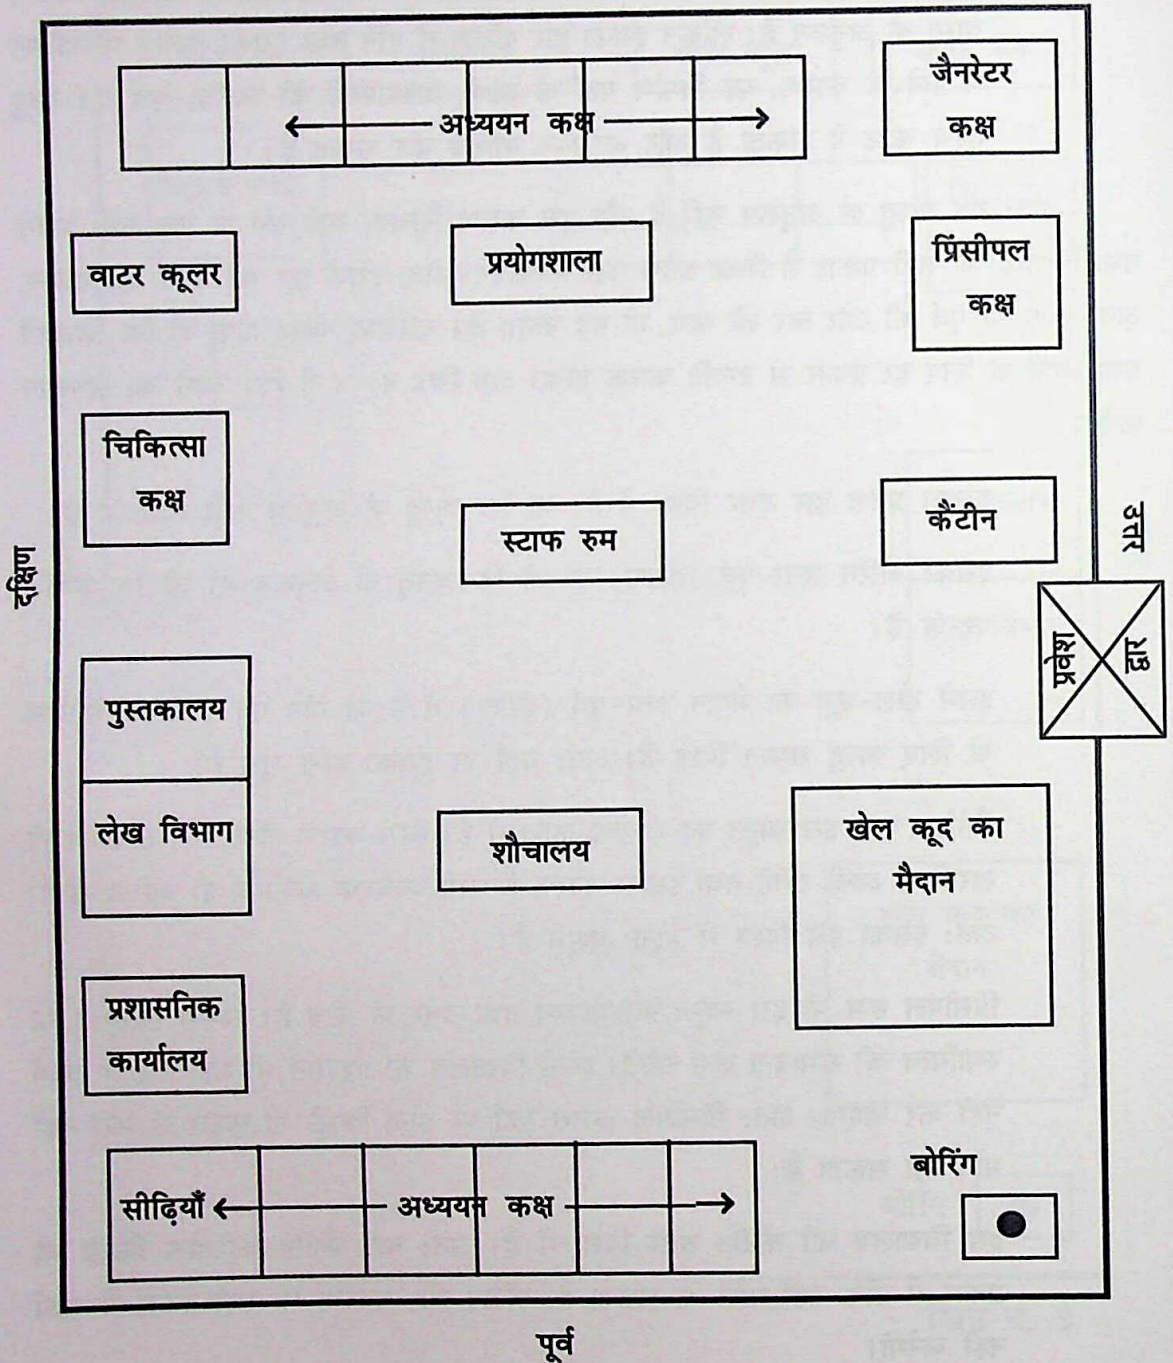 जैनरेटर
कक्ष
अध्ययन कक्ष
वाटर कूलर
प्रयोगशाला
प्रिंसीपल
कक्ष
चिकित्सा
कक्ष
स्टाफ रुम
कैंटीन
उत्तर
दक्षिण
प्रवेश
पुस्तकालय
लेख विभाग
शौचालय
खेल कूद का
मैदान
प्रशासनिक
कार्यालय
बोरिंग
सीढ़ियाँ
अध्ययन कक्ष
पूर्व